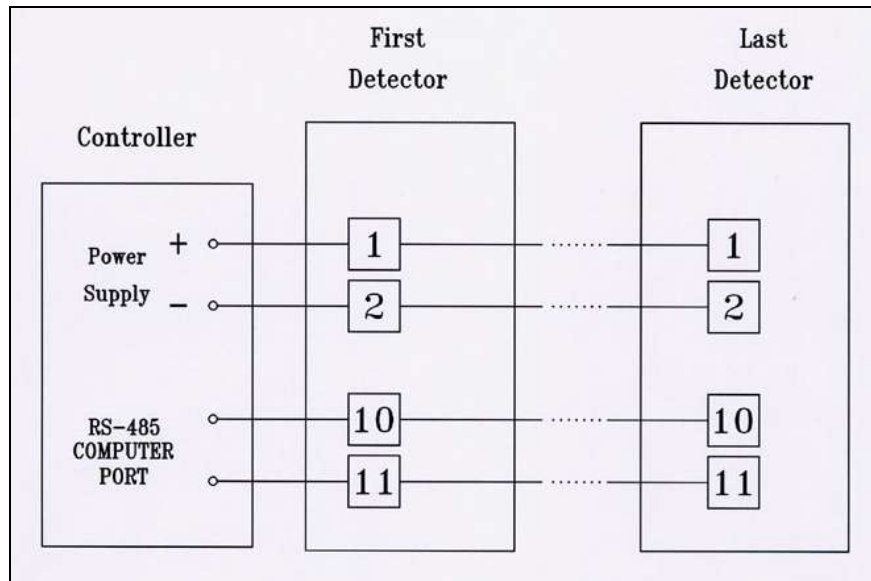 First
Detector
Last
Detector
Controller
Power
Supply
+
-
RS-485
COMPUTER
PORT
1
2
10
11
1
2
10
11